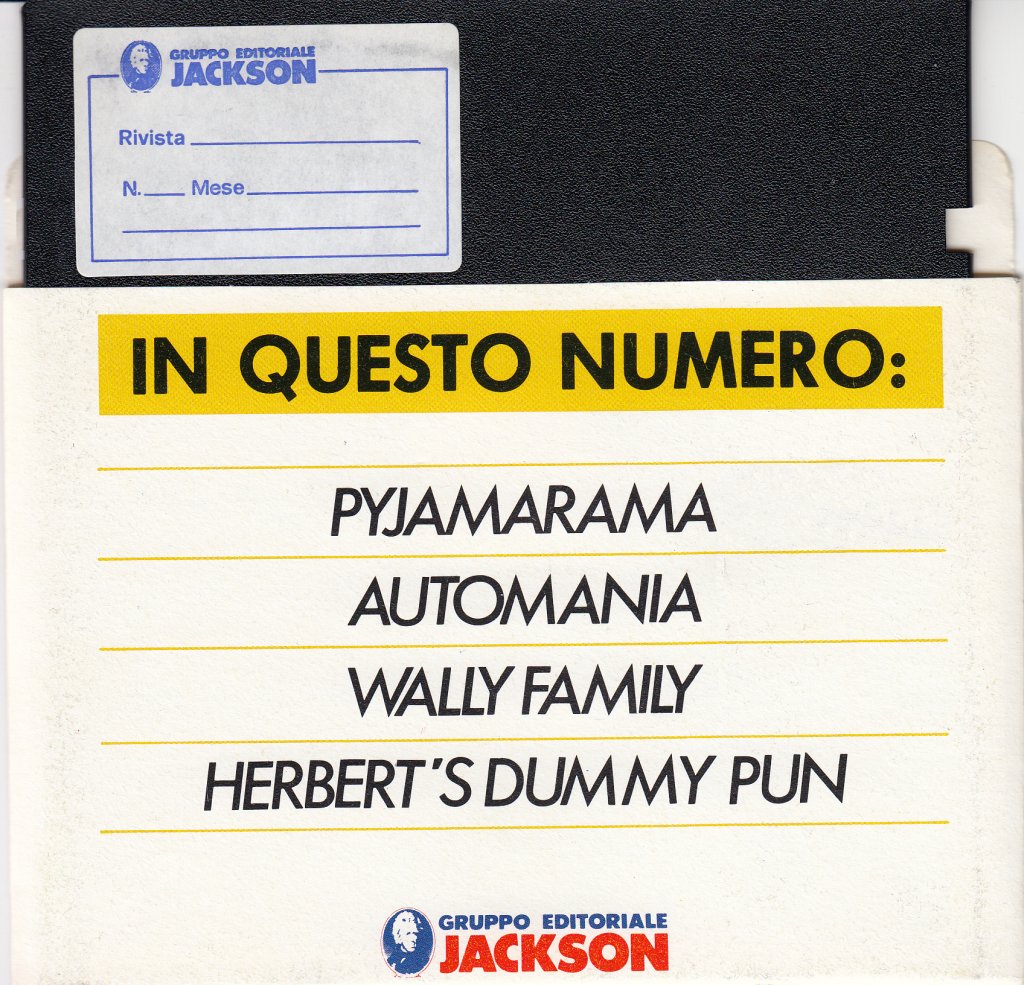 GRUPPO EDITORIALE
JACKSON
Rivista
N. Mese
IN QUESTO NUMERO:
PYJAMARAMA
AUTOMANIA
WALLY FAMILY
HERBERT'S DUMMY PUN
GRUPPO EDITORIALE
JACKSON